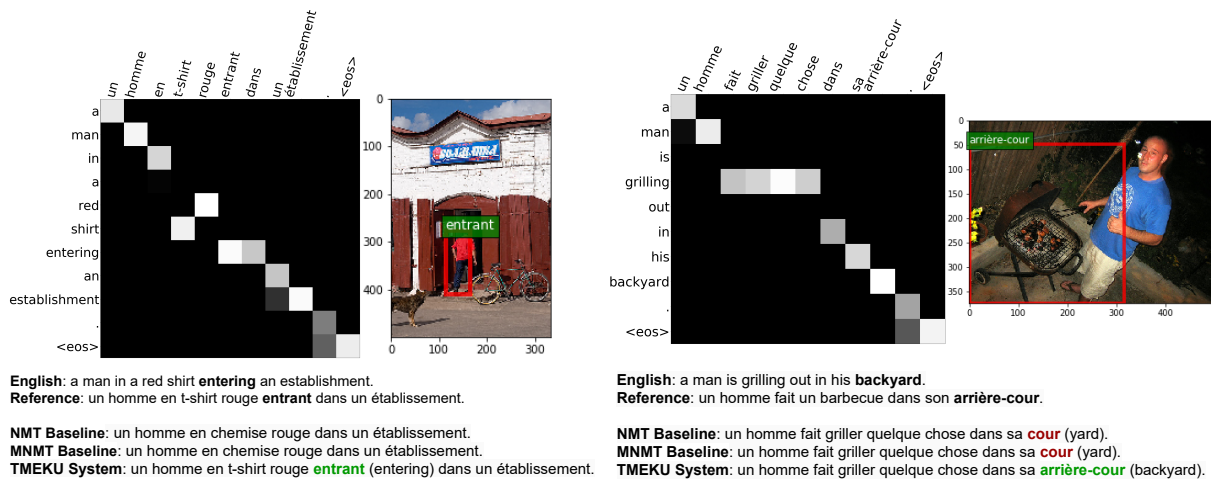 un homme en t-shirt rouge entrant dans un établissement . <eos>
a
man
in
a
red
shirt
entering
an
establishment
.
<eos>
0
100
200
300
400
0 100 200 300
entrant
English: a man in a red shirt entering an establishment.
Reference: un homme en t-shirt rouge entrant dans un établissement.
NMT Baseline: un homme en chemise rouge dans un établissement.
MNMT Baseline: un homme en chemise rouge dans un établissement.
TMEKU System: un homme en t-shirt rouge entrant (entering) dans un établissement.
un homme fait griller quelque chose dans sa arrière-cour . <eos>
a
man
is
grilling
out
in
his
backyard
.
<eos>
0
50
100
150
200
250
300
350
0 100 200 300 400
arrière-cour
English: a man is grilling out in his backyard.
Reference: un homme fait un barbecue dans son arrière-cour.
NMT Baseline: un homme fait griller quelque chose dans sa cour (yard).
MNMT Baseline: un homme fait griller quelque chose dans sa cour (yard).
TMEKU System: un homme fait griller quelque chose dans sa arrière-cour (backyard).